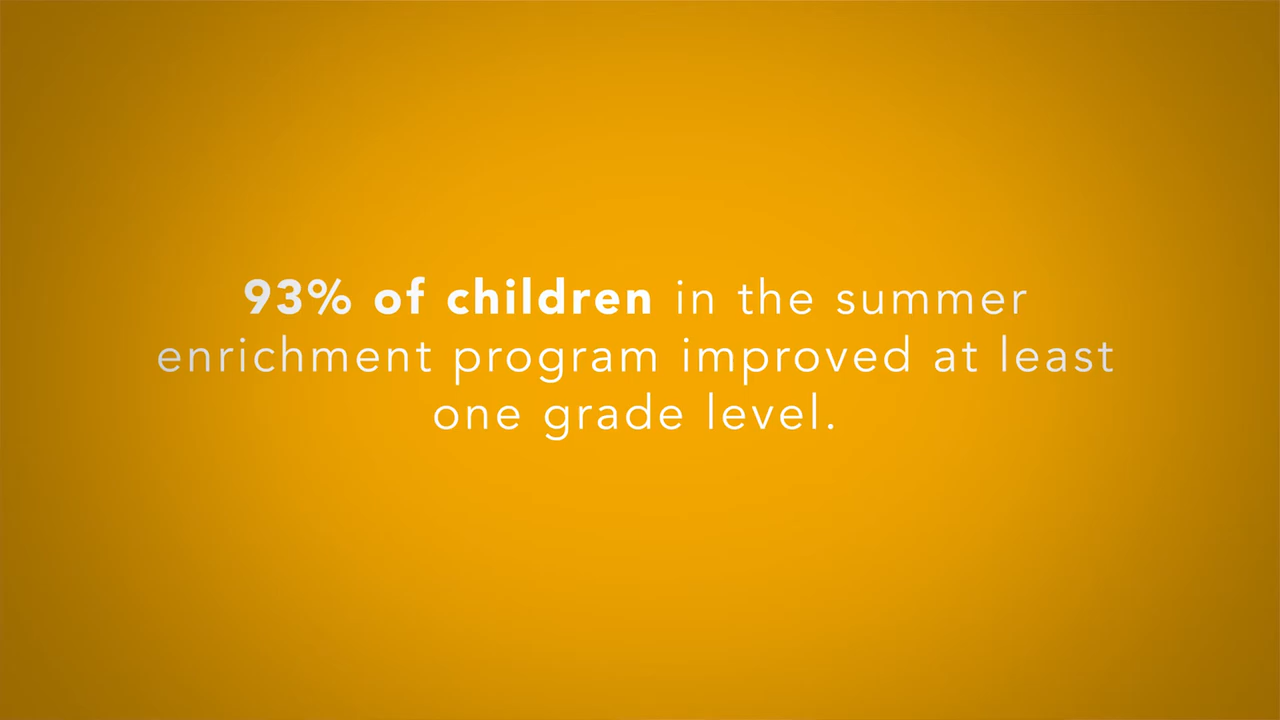 93% of children in the summer
enrichment program improved at least
one grade level.